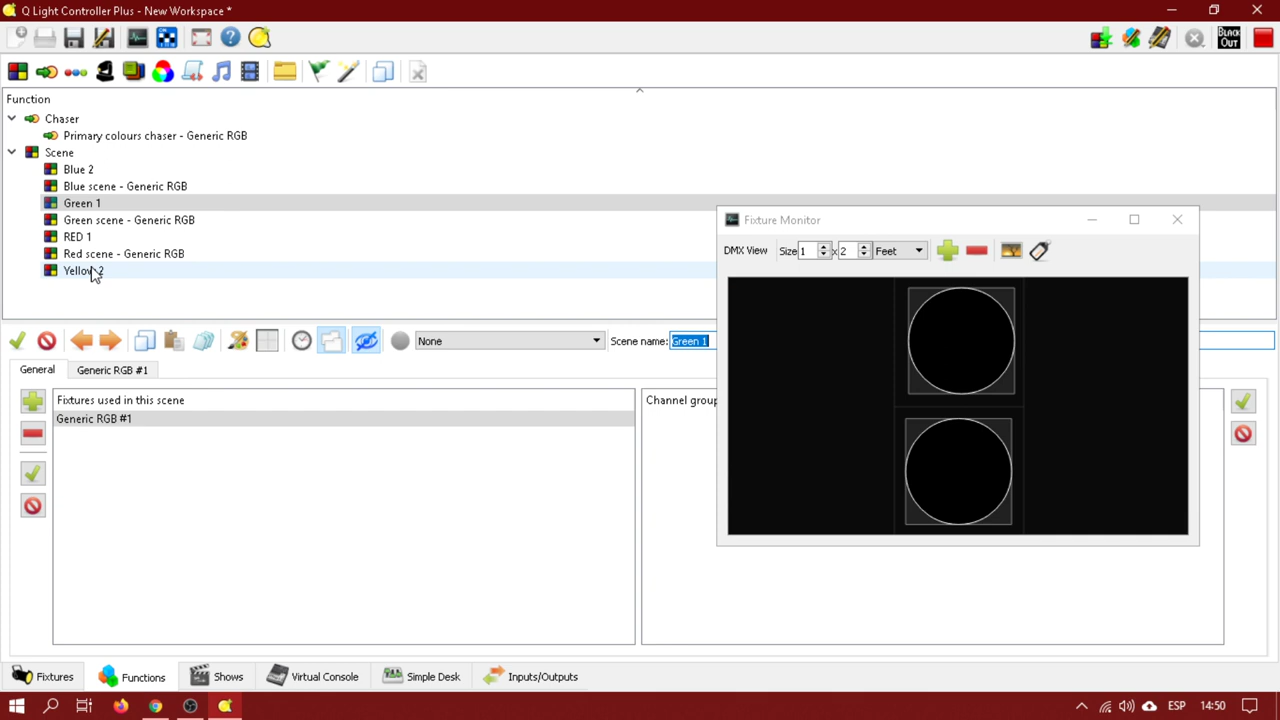 Q Light Controller Plus - New Workspace *
BLACK
OUT
Function
Chaser
Primary colours chaser - Generic RGB
Scene
Blue 2
Blue scene - Generic RGB
Green 1
Green scene - Generic RGB
RED 1
Red scene - Generic RGB
Yellow 2
Fixture Monitor
DMX View Size 1 x 2 Feet
None
Scene name: Green 1
General Generic RGB #1
Fixtures used in this scene
Generic RGB #1
Channel group
Fixtures Functions Shows Virtual Console Simple Desk Inputs/Outputs
ESP 14:50